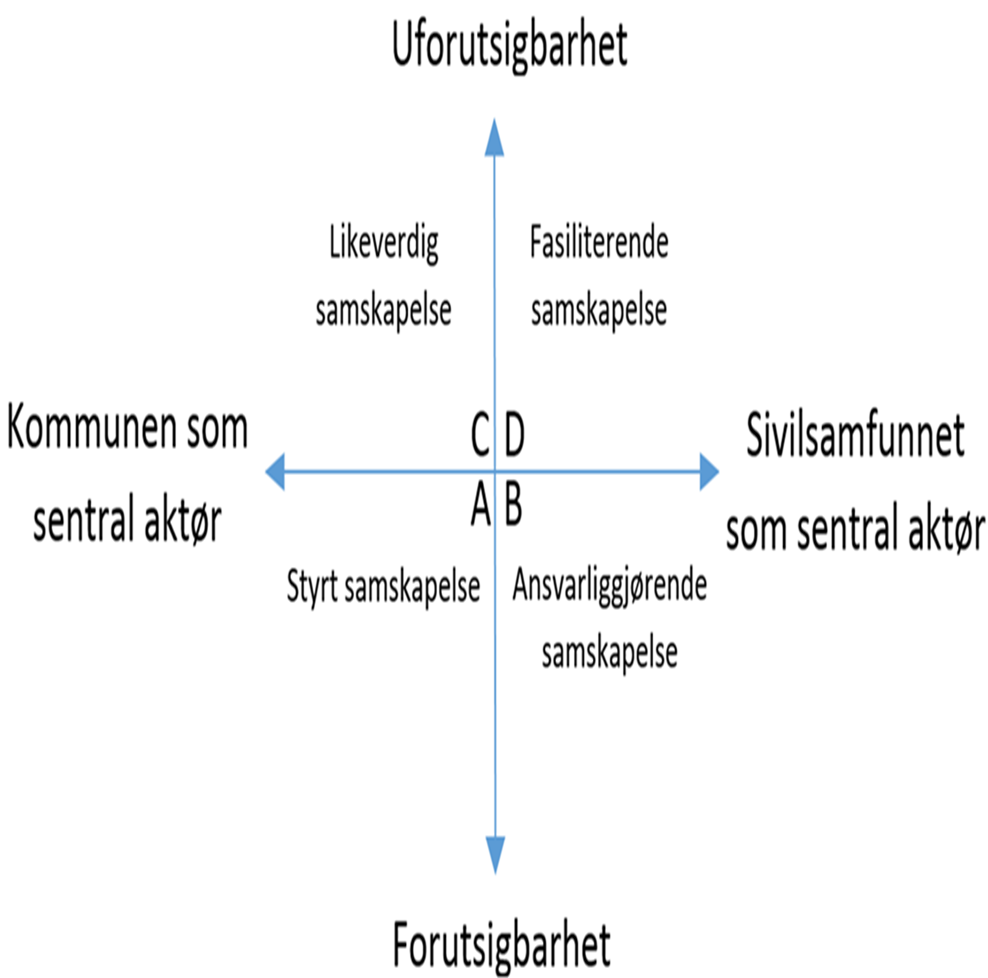 Uforutsigbarhet
Likeverdig
samskapelse
Fasiliterende
samskapelse
Kommunen som
sentral aktør
C D
A B
Sivilsamfunnet
som sentral aktør
Styrt samskapelse
Ansvarliggjørende
samskapelse
Forutsigbarhet